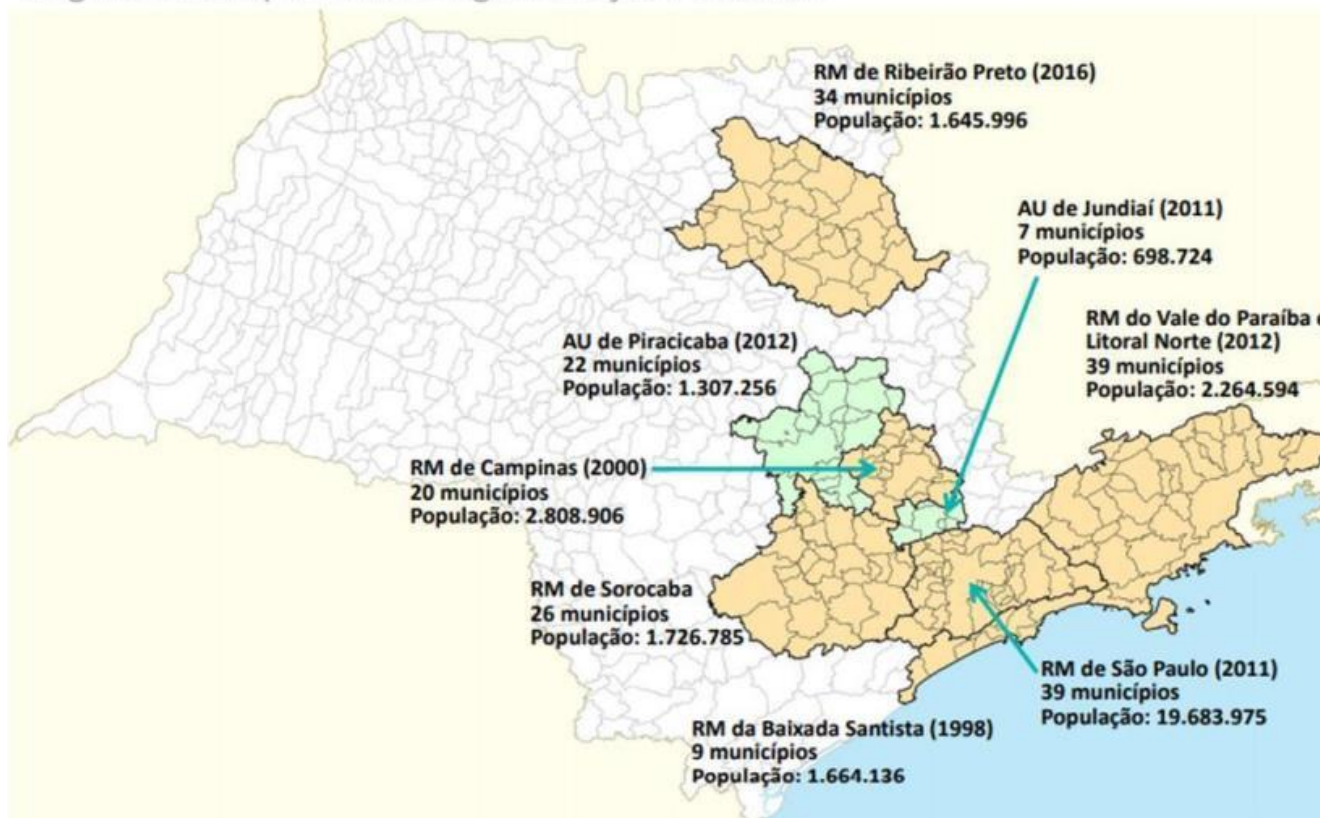 RM de Ribeirão Preto (2016)
34 municípios
População: 1.645.996
AU de Jundiaí (2011)
7 municípios
População: 698.724
RM do Vale do Paraíba e
Litoral Norte (2012)
39 municípios
População: 2.264.594
AU de Piracicaba (2012)
22 municípios
População: 1.307.256
RM de Campinas (2000)
20 municípios
População: 2.808.906
RM de Sorocaba
26 municípios
População: 1.726.785
RM de São Paulo (2011)
39 municípios
População: 19.683.975
RM da Baixada Santista (1998)
9 municípios
População: 1.664.136